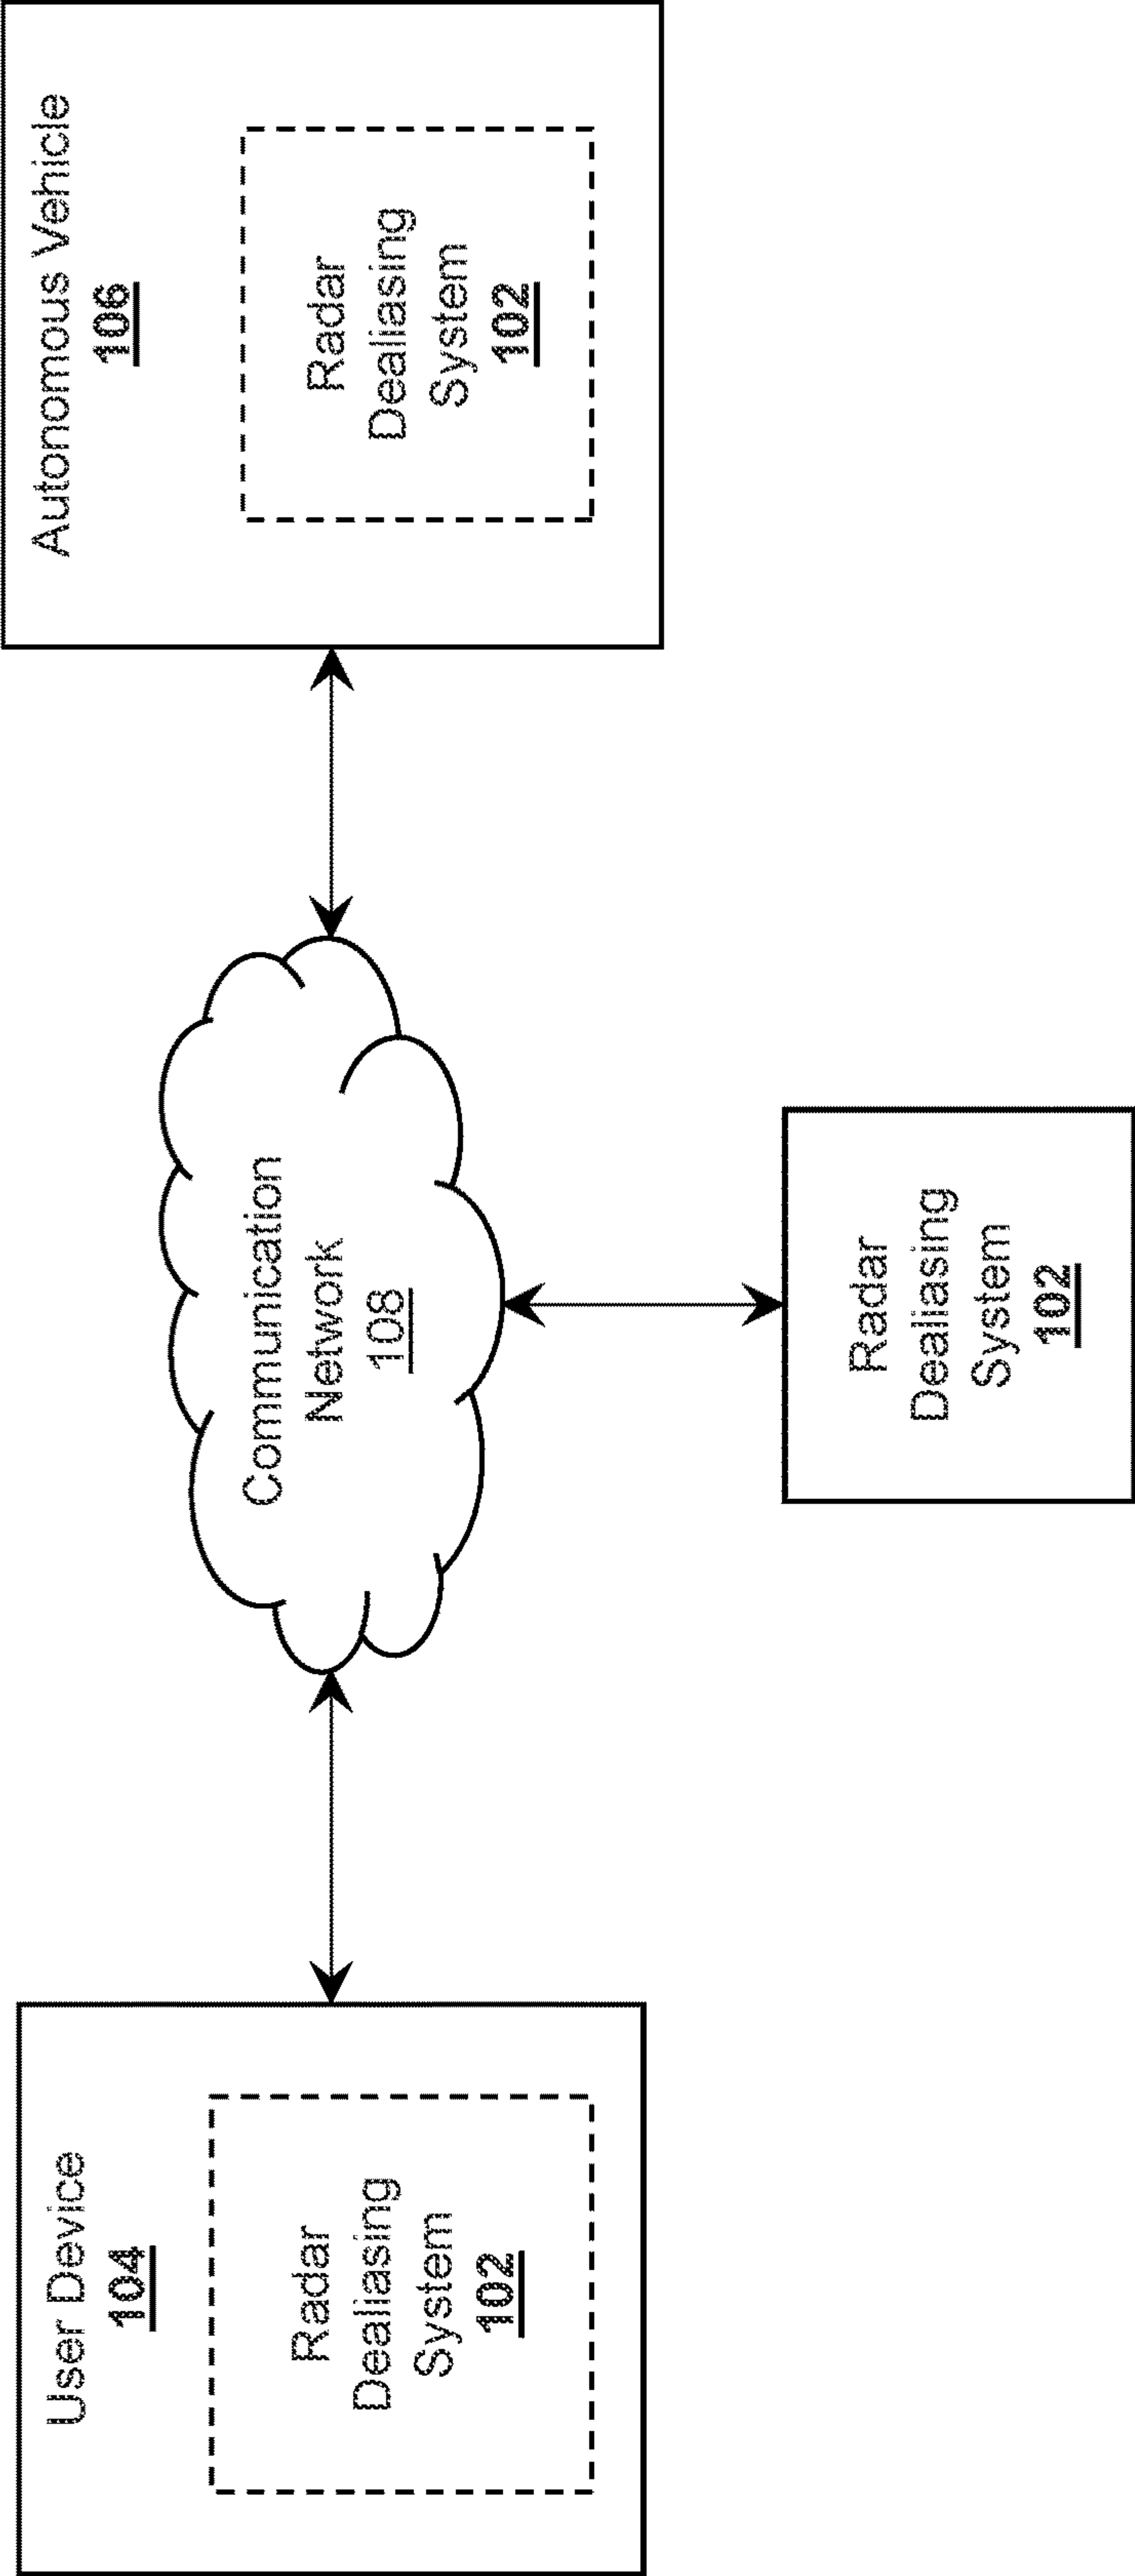 User Device
104
Radar
Dealiasing
System
102
Communication
Network
108
Radar
Dealiasing
System
102
Autonomous Vehicle
106
Radar
Dealiasing
System
102